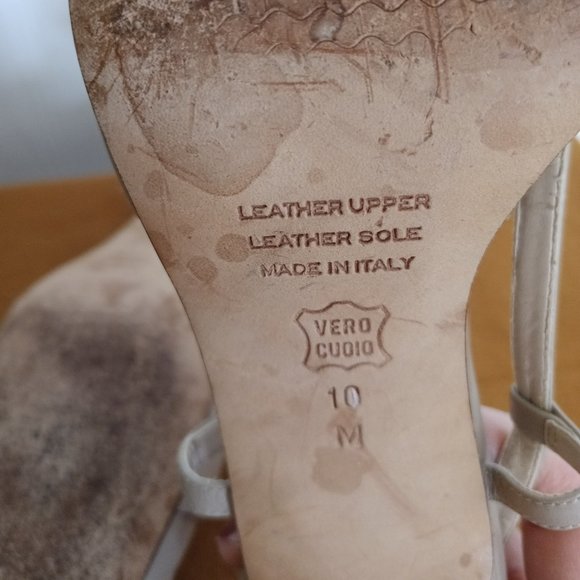 LEATHER UPPER
LEATHER SOLE
MADE IN ITALY
VERO
CUOIO
10
M